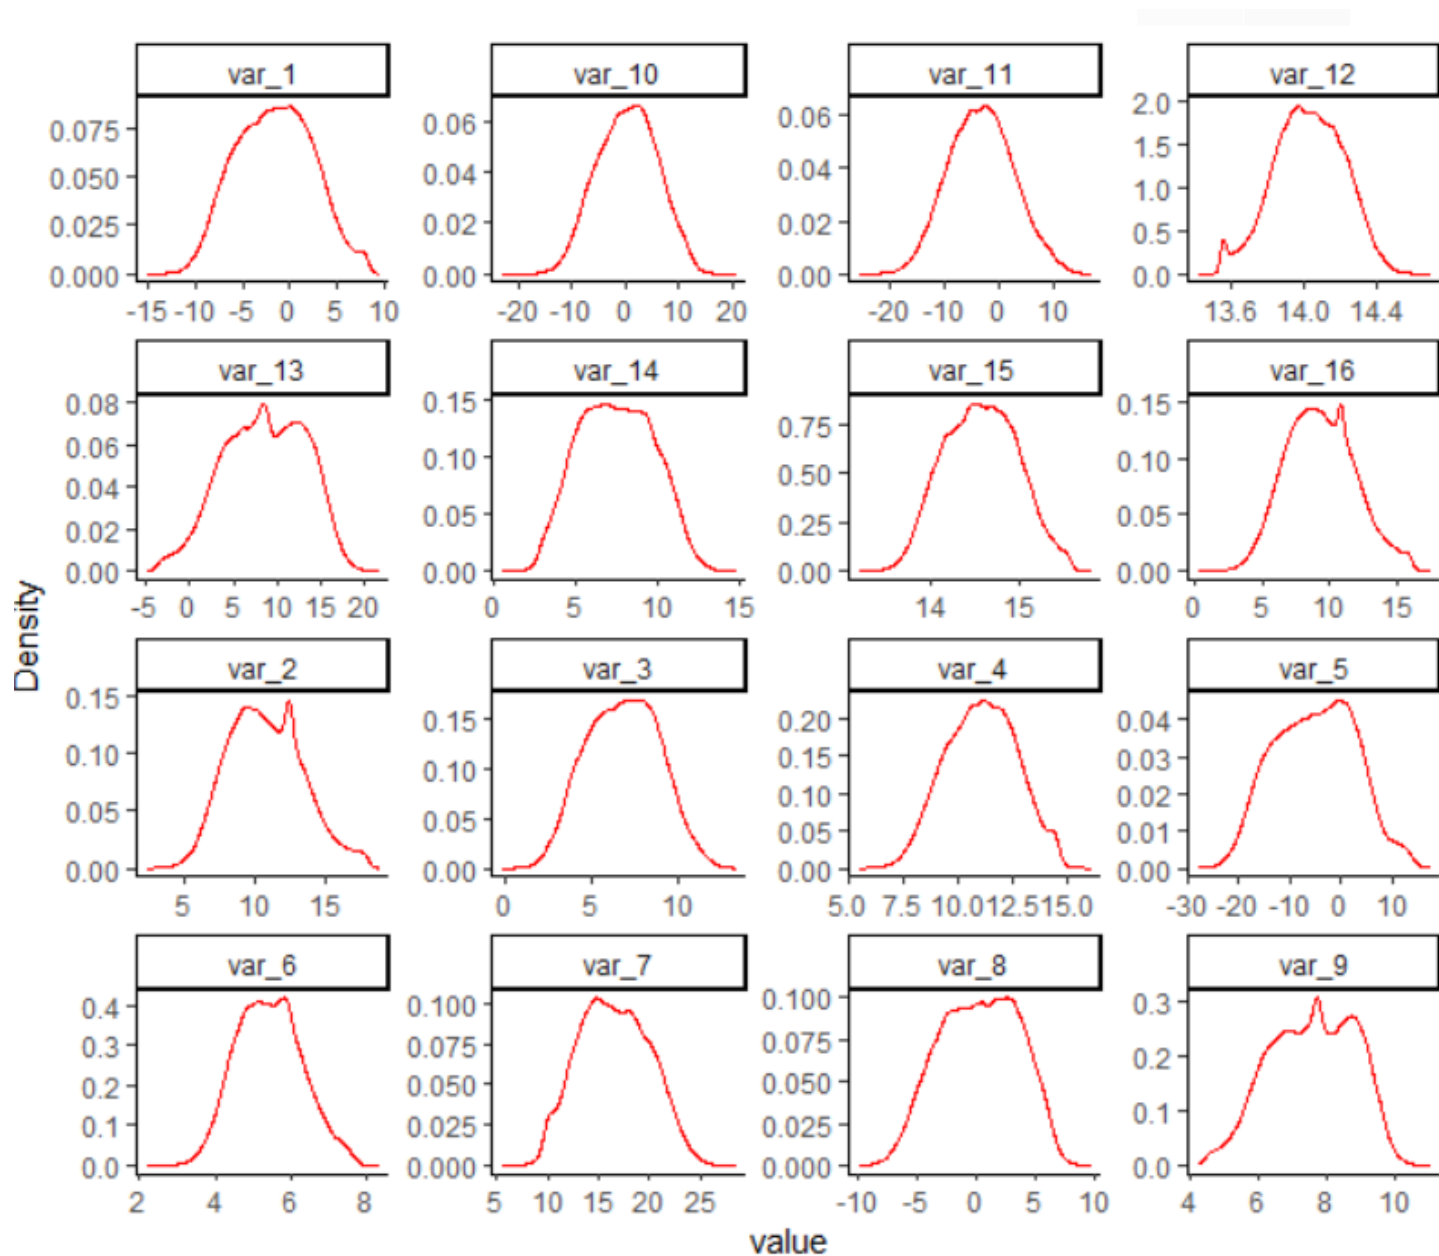 var_1 var_10 var_11 var_12
0.075 0.06 0.06 2.0
0.050 0.04 0.04 1.5
0.025 0.02 0.02 1.0
0.000 0.00 0.00 0.5
0.0
-15 -10 -5 0 5 10 -20 -10 0 10 20 -20 -10 0 10 13.6 14.0 14.4
var_13 var_14 var_15 var_16
0.08 0.15 0.75 0.15
0.06 0.10 0.50 0.10
0.04 0.05 0.25 0.05
0.02 0.00 0.00 0.00
0.00
-5 0 5 10 15 20 0 5 10 15 14 15 0 5 10 15
Density
var_2 var_3 var_4 var_5
0.15 0.15 0.20 0.04
0.10 0.10 0.15 0.03
0.05 0.05 0.10 0.02
0.00 0.00 0.05 0.01
0.00 0.00
5 10 15 0 5 10 5.0 7.5 10.0 12.5 15.0 -30 -20 -10 0 10
var_6 var_7 var_8 var_9
0.4 0.100 0.100 0.3
0.3 0.075 0.075 0.2
0.2 0.050 0.050 0.1
0.1 0.025 0.025 0.0
0.0 0.000 0.000
2 4 6 8 5 10 15 20 25 -10 -5 0 5 10 4 6 8 10
value